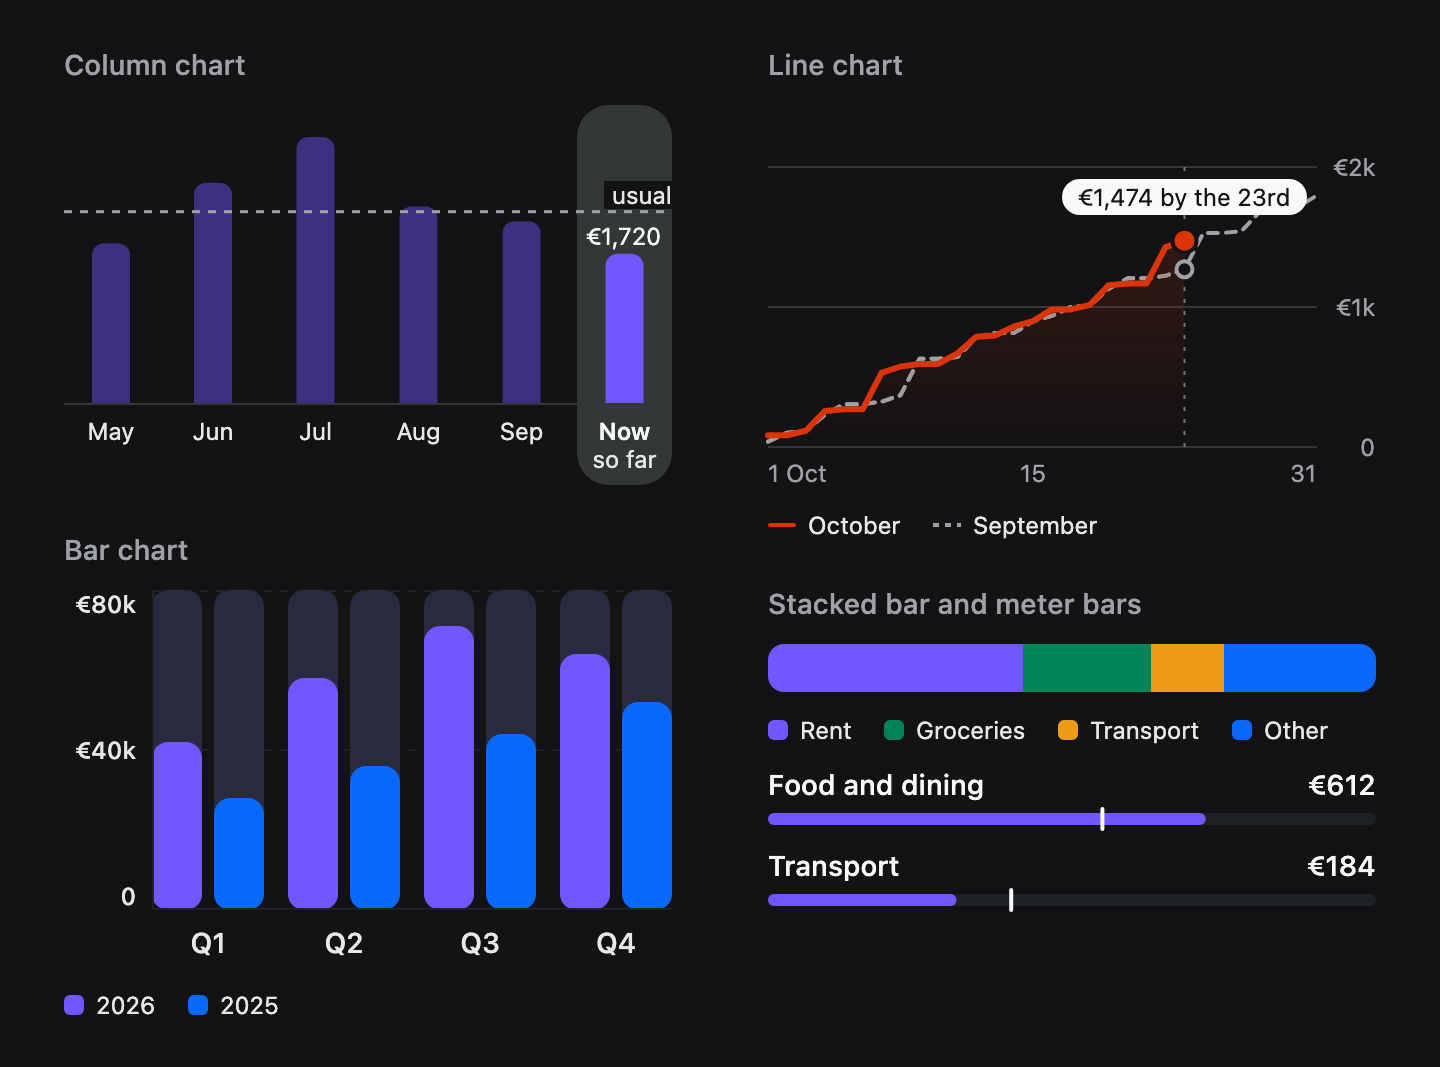 Column chart
usual
€1,720
May Jun Jul Aug Sep Now
so far
Line chart
€2k
€1,474 by the 23rd
€1k
0
1 Oct 15 31
October September
Bar chart
€80k
€40k
0
Q1 Q2 Q3 Q4
2026 2025
Stacked bar and meter bars
Rent Groceries Transport Other
Food and dining €612
Transport €184